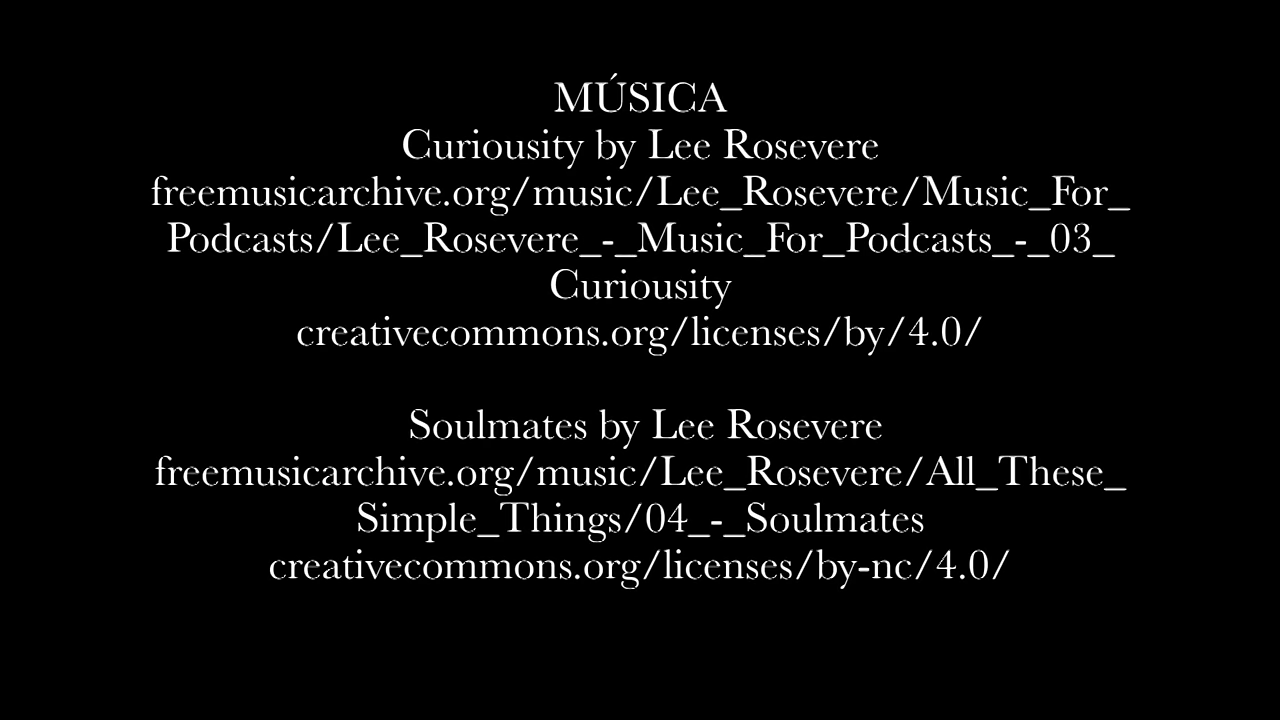 MÚSICA
Curiousity by Lee Rosevere
freemusicarchive.org/music/Lee_Rosevere/Music_For_
Podcasts/Lee_Rosevere_-_Music_For_Podcasts_-_03_
Curiousity
creativecommons.org/licenses/by/4.0/
Soulmates by Lee Rosevere
freemusicarchive.org/music/Lee_Rosevere/All_These_
Simple_Things/04_-_Soulmates
creativecommons.org/licenses/by-nc/4.0/